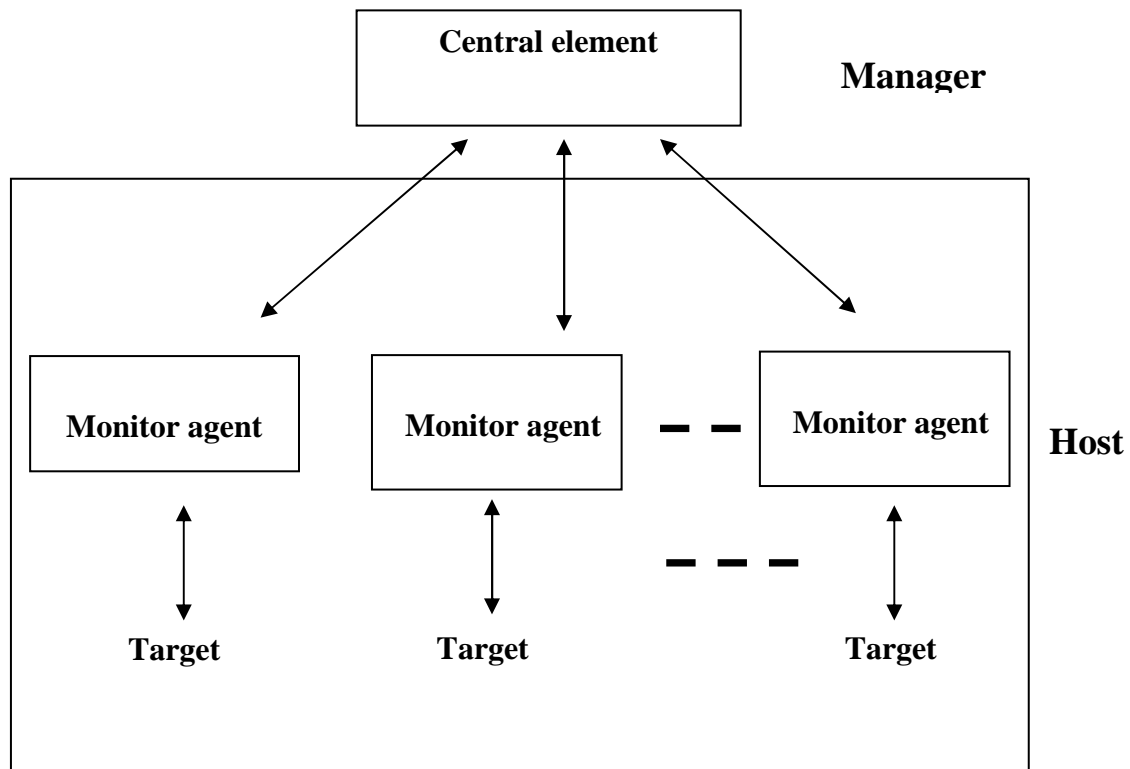 Central element
Manager
Monitor agent
Monitor agent
Monitor agent
Host
Target
Target
Target